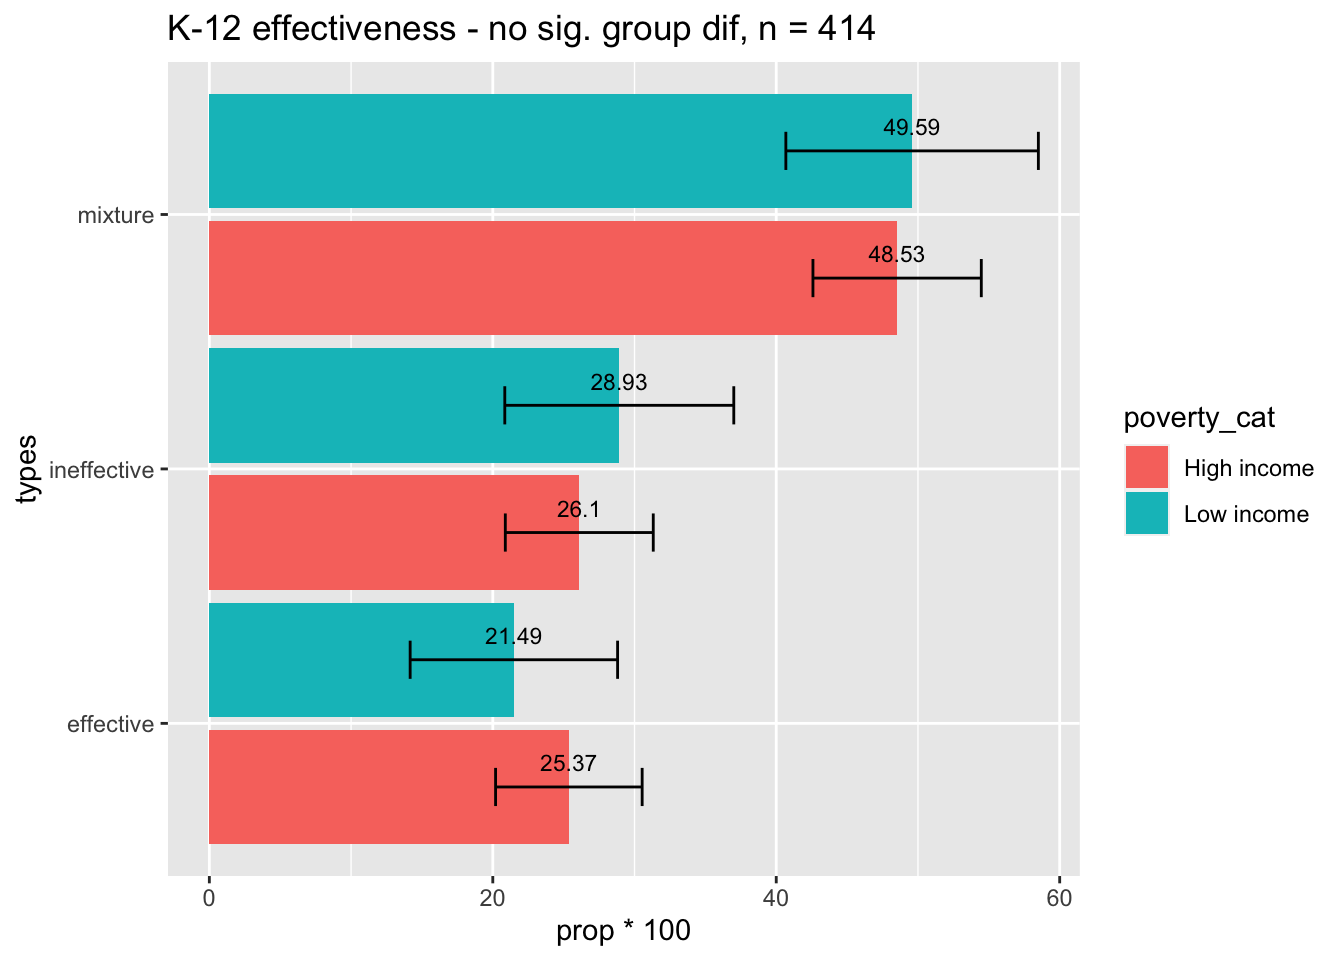 K-12 effectiveness - no sig. group dif, n = 414
49.59
mixture
48.53
28.93
types
ineffective
26.1
21.49
effective
25.37
0 20 40 60
prop * 100
poverty_cat
High income
Low income